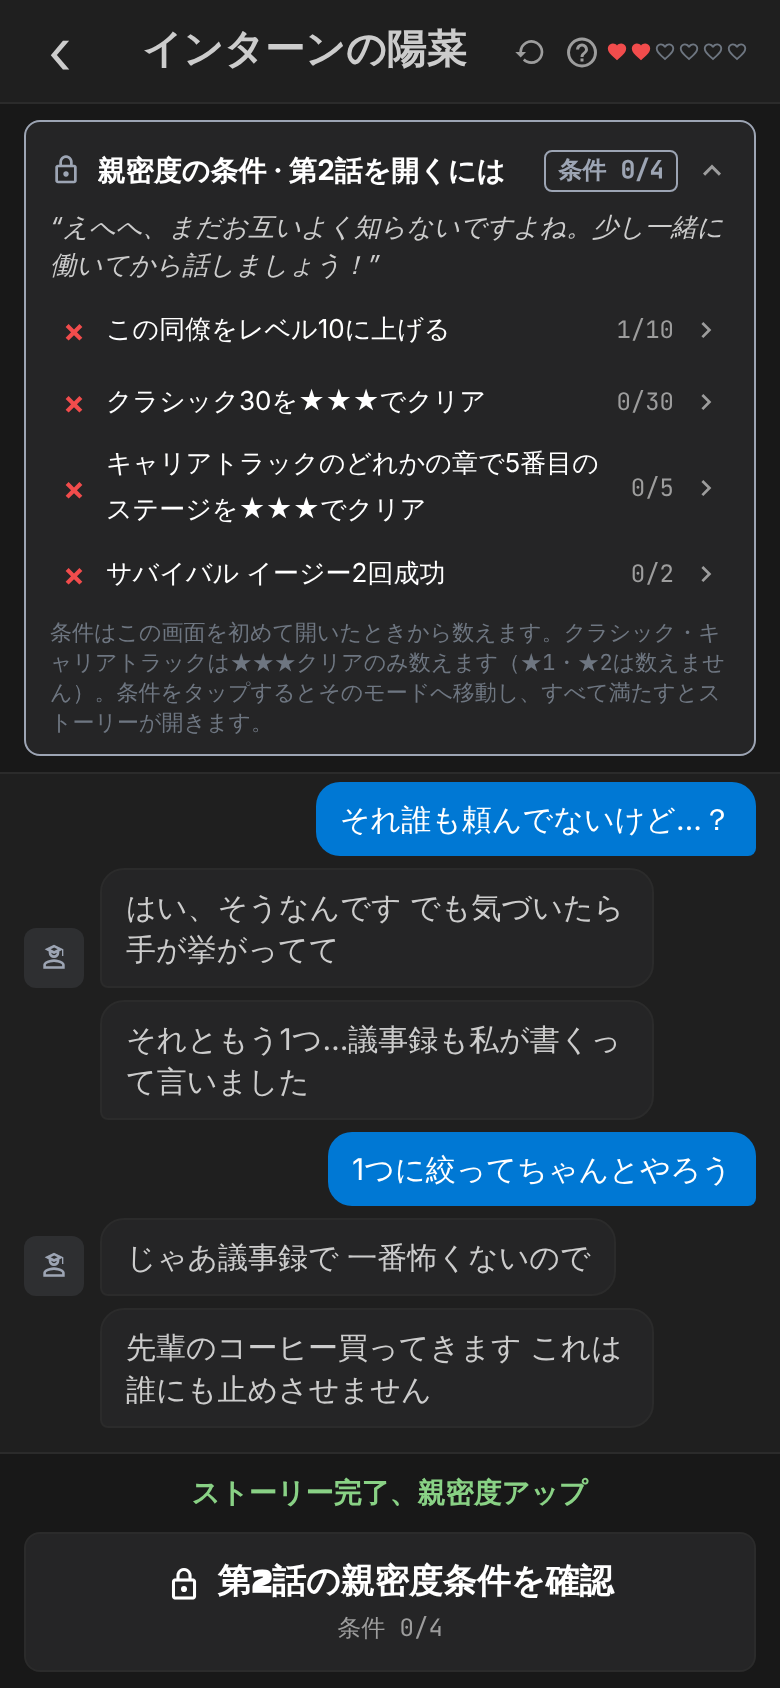 インターンの陽菜
親密度の条件·第2話を開くには
条件 0/4
“えへへ、まだお互いよく知らないですよね。少し一緒に
働いてから話しましょう！”
この同僚をレベル10に上げる
1/10
クラシック30を★★★でクリア
0/30
キャリアトラックのどれかの章で5番目の
ステージを★★★でクリア
0/5
サバイバル イージー2回成功
0/2
条件はこの画面を初めて開いたときから数えます。クラシック・キ
ャリアトラックは★★★クリアのみ数えます（★1・★2は数えませ
ん）。条件をタップするとそのモードへ移動し、すべて満たすとス
トーリーが開きます。
それ誰も頼んでないけど…？
はい、そうなんです でも気づいたら
手が挙がってて
それともう1つ…議事録も私が書くっ
て言いました
1つに絞ってちゃんとやろう
じゃあ議事録で 一番怖くないので
先輩のコーヒー買ってきます これは
誰にも止めさせません
ストーリー完了、親密度アップ
第2話の親密度条件を確認
条件 0/4